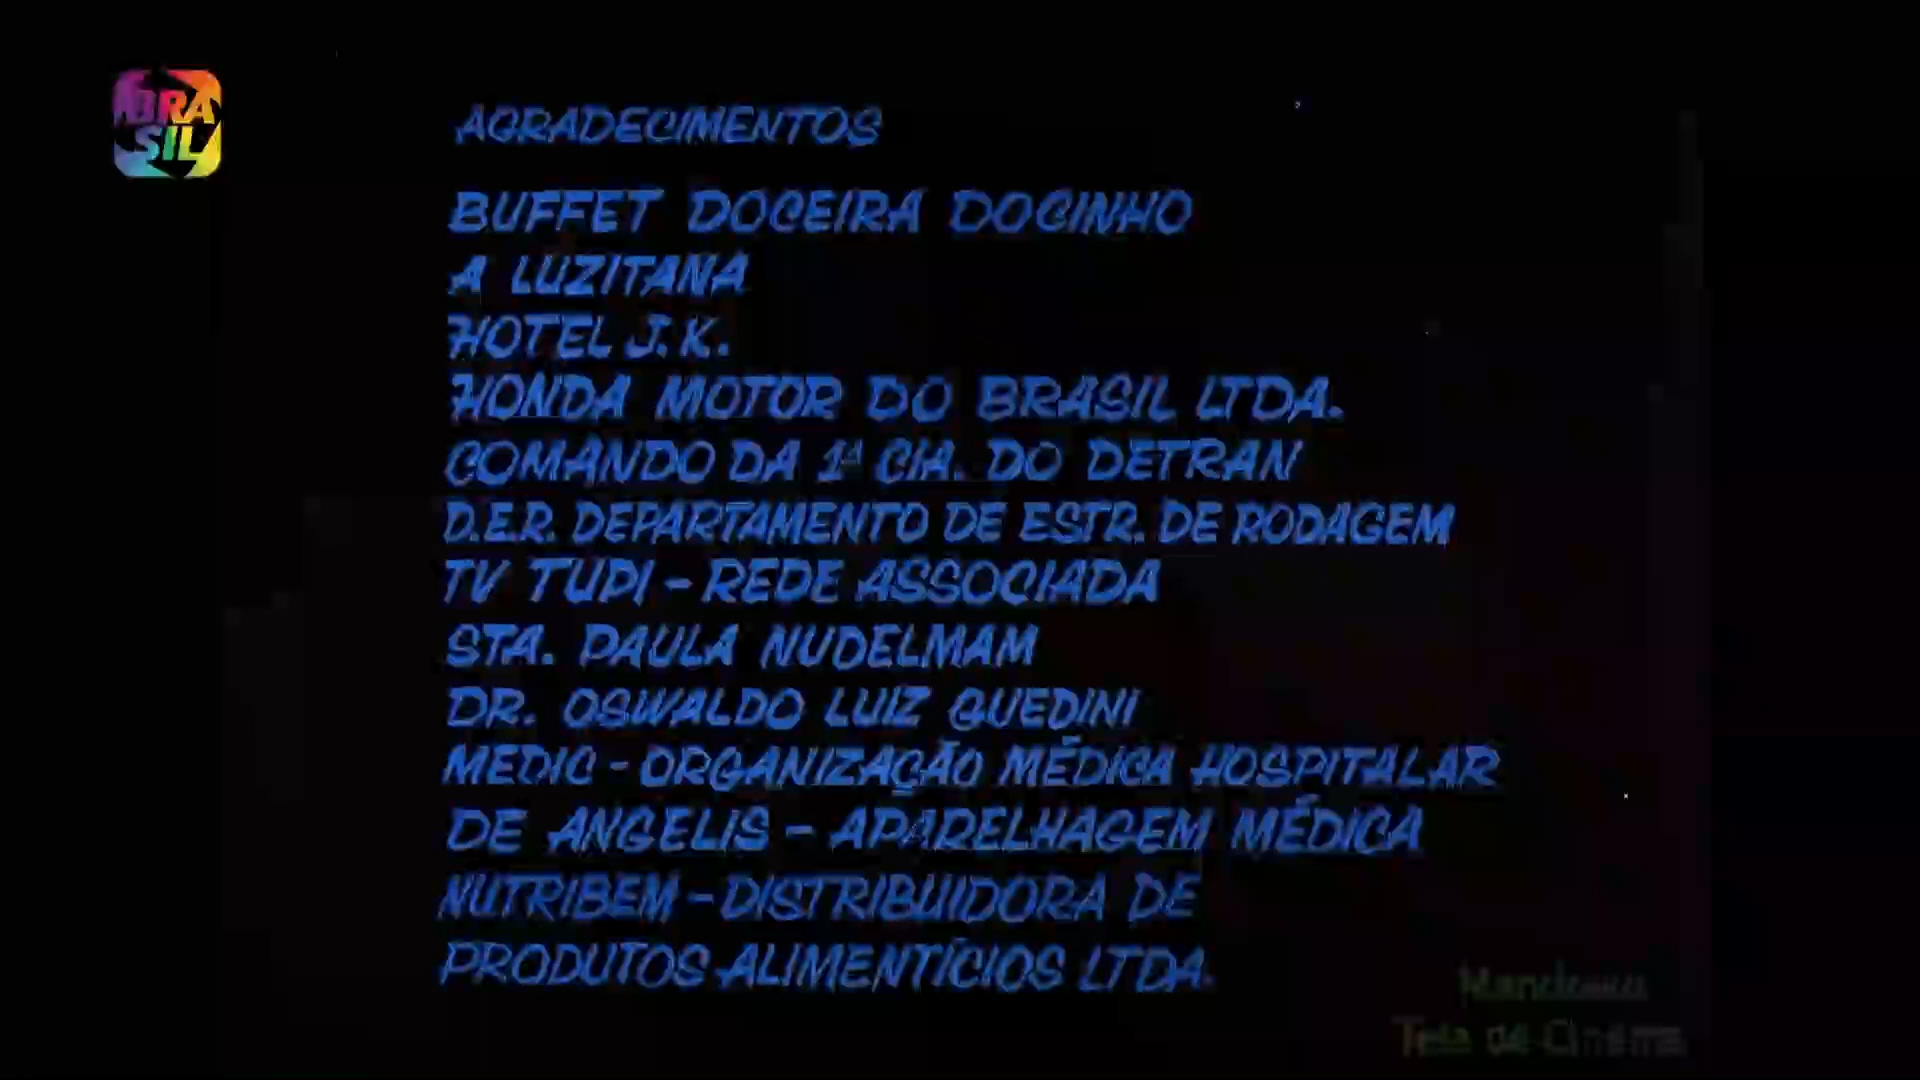 BRA
SIL
AGRADECIMENTOS
BUFFET DOCEIRA DOCINHO
A LUZITANA
HOTEL J.K.
HONDA MOTOR DO BRASIL LTDA.
COMANDO DA 1ª CIA. DO DETRAN
D.E.R. DEPARTAMENTO DE ESTR. DE RODAGEM
TV TUPI - REDE ASSOCIADA
STA. PAULA NUDELMAM
DR. OSWALDO LUIZ GUEDINI
MEDIC - ORGANIZAÇÃO MÉDICA HOSPITALAR
DE ANGELIS - APARELHAGEM MÉDICA
NUTRIBEM - DISTRIBUIDORA DE
PRODUTOS ALIMENTÍCIOS LTDA.
Tela de Cinema